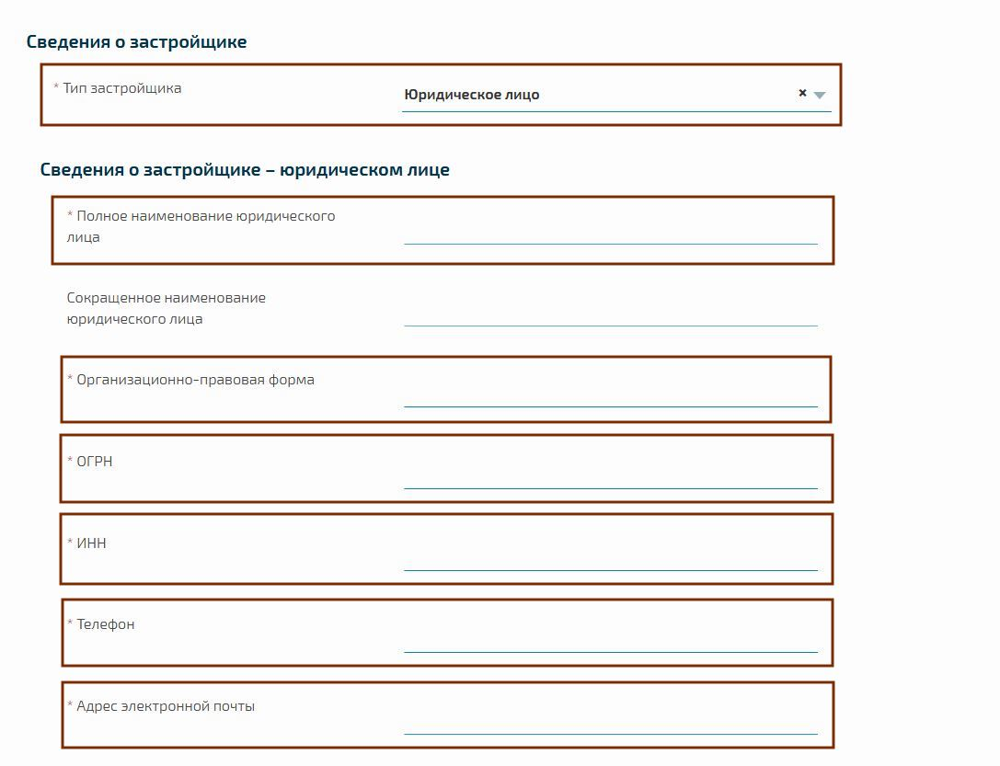 Сведения о застройщике
* Тип застройщика
Юридическое лицо ×
Сведения о застройщике – юридическом лице
* Полное наименование юридического
лица
Сокращенное наименование
юридического лица
* Организационно-правовая форма
* ОГРН
* ИНН
* Телефон
* Адрес электронной почты